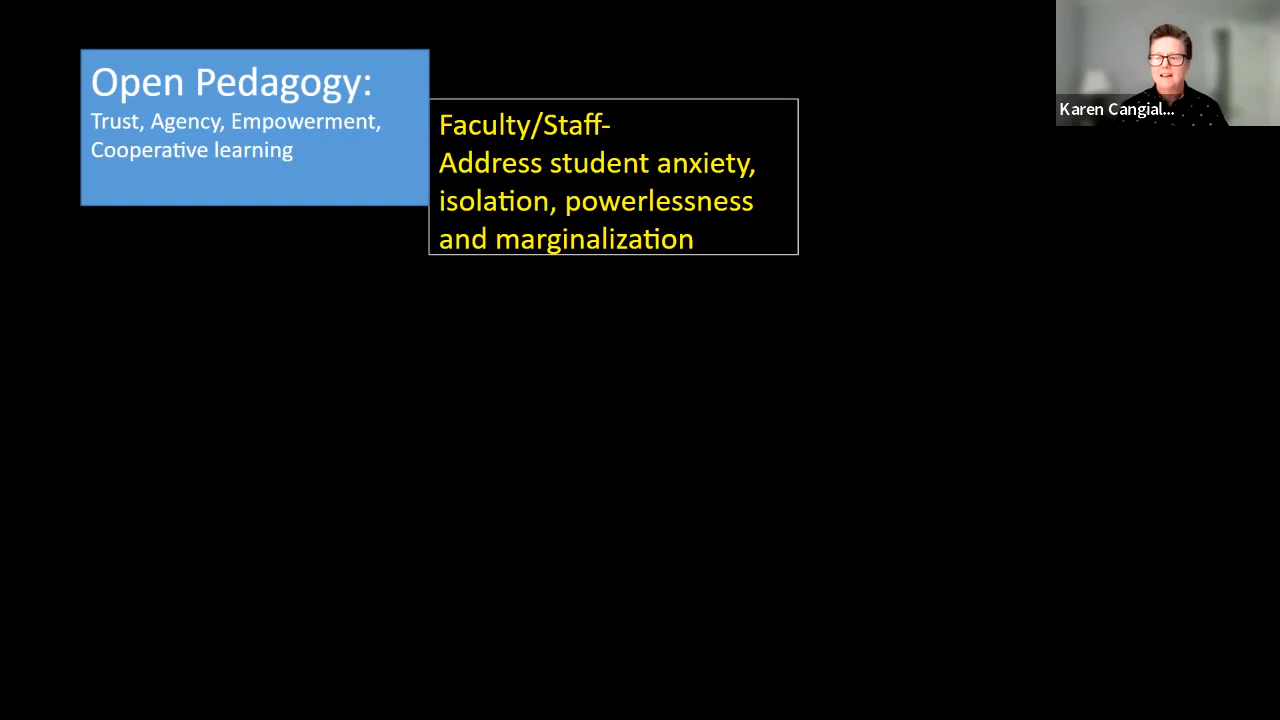 Open Pedagogy:
Trust, Agency, Empowerment,
Cooperative learning
Faculty/Staff-
Address student anxiety,
isolation, powerlessness
and marginalization
Karen Cangial...